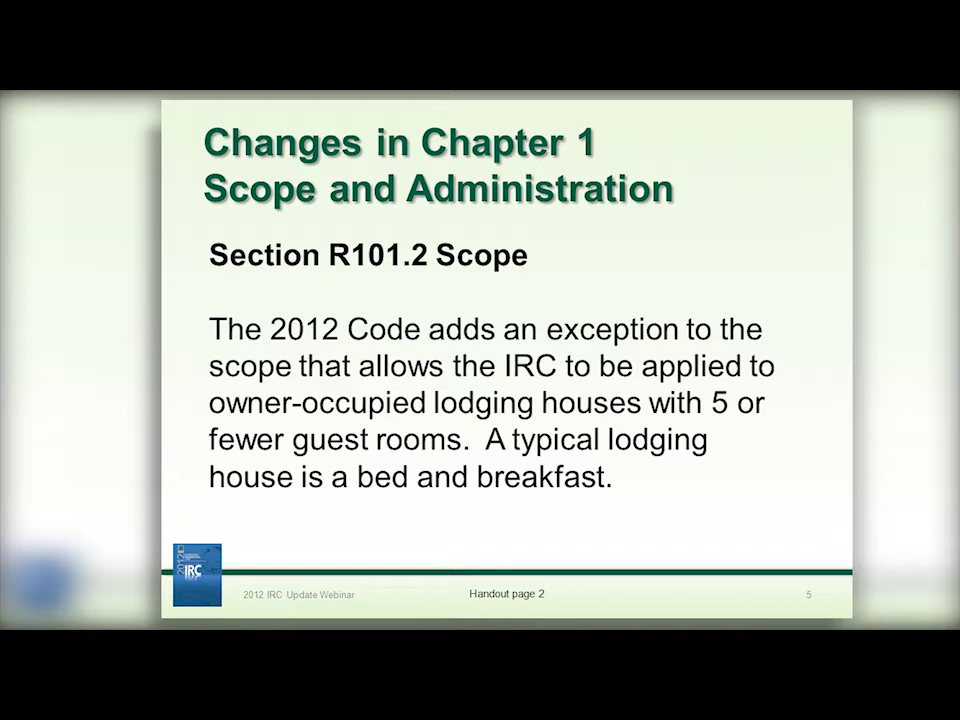 Changes in Chapter 1
Scope and Administration
Section R101.2 Scope
The 2012 Code adds an exception to the
scope that allows the IRC to be applied to
owner-occupied lodging houses with 5 or
fewer guest rooms.  A typical lodging
house is a bed and breakfast.
2012
IRC
2012 IRC Update Webinar
Handout page 2
5